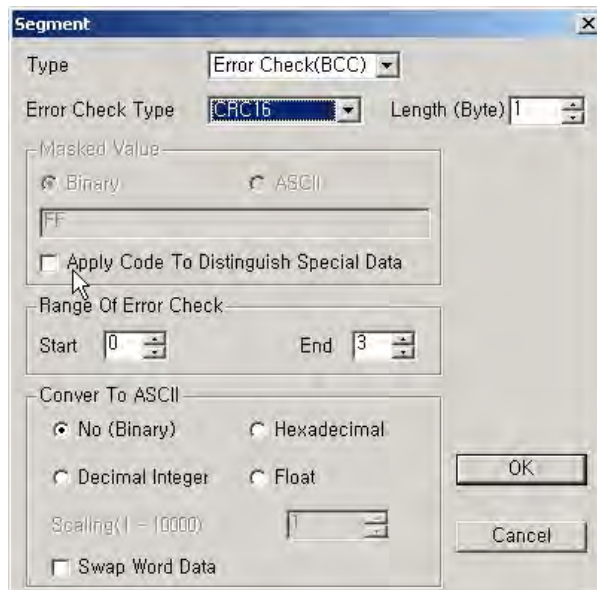 Segment
Type Error Check(BCC)
Error Check Type CRC16 Length (Byte) 1
Masked Value
Binary ASCII
FF
Apply Code To Distinguish Special Data
Range Of Error Check
Start 0 End 3
Conver To ASCII
No (Binary) Hexadecimal
Decimal Integer Float OK
Scaling(1 - 10000) 1
Cancel
Swap Word Data